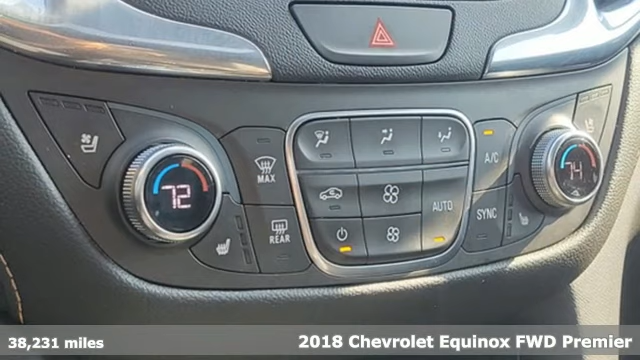 72
MAX
REAR
AUTO
A/C
SYNC
74
38,231 miles
2018 Chevrolet Equinox FWD Premier